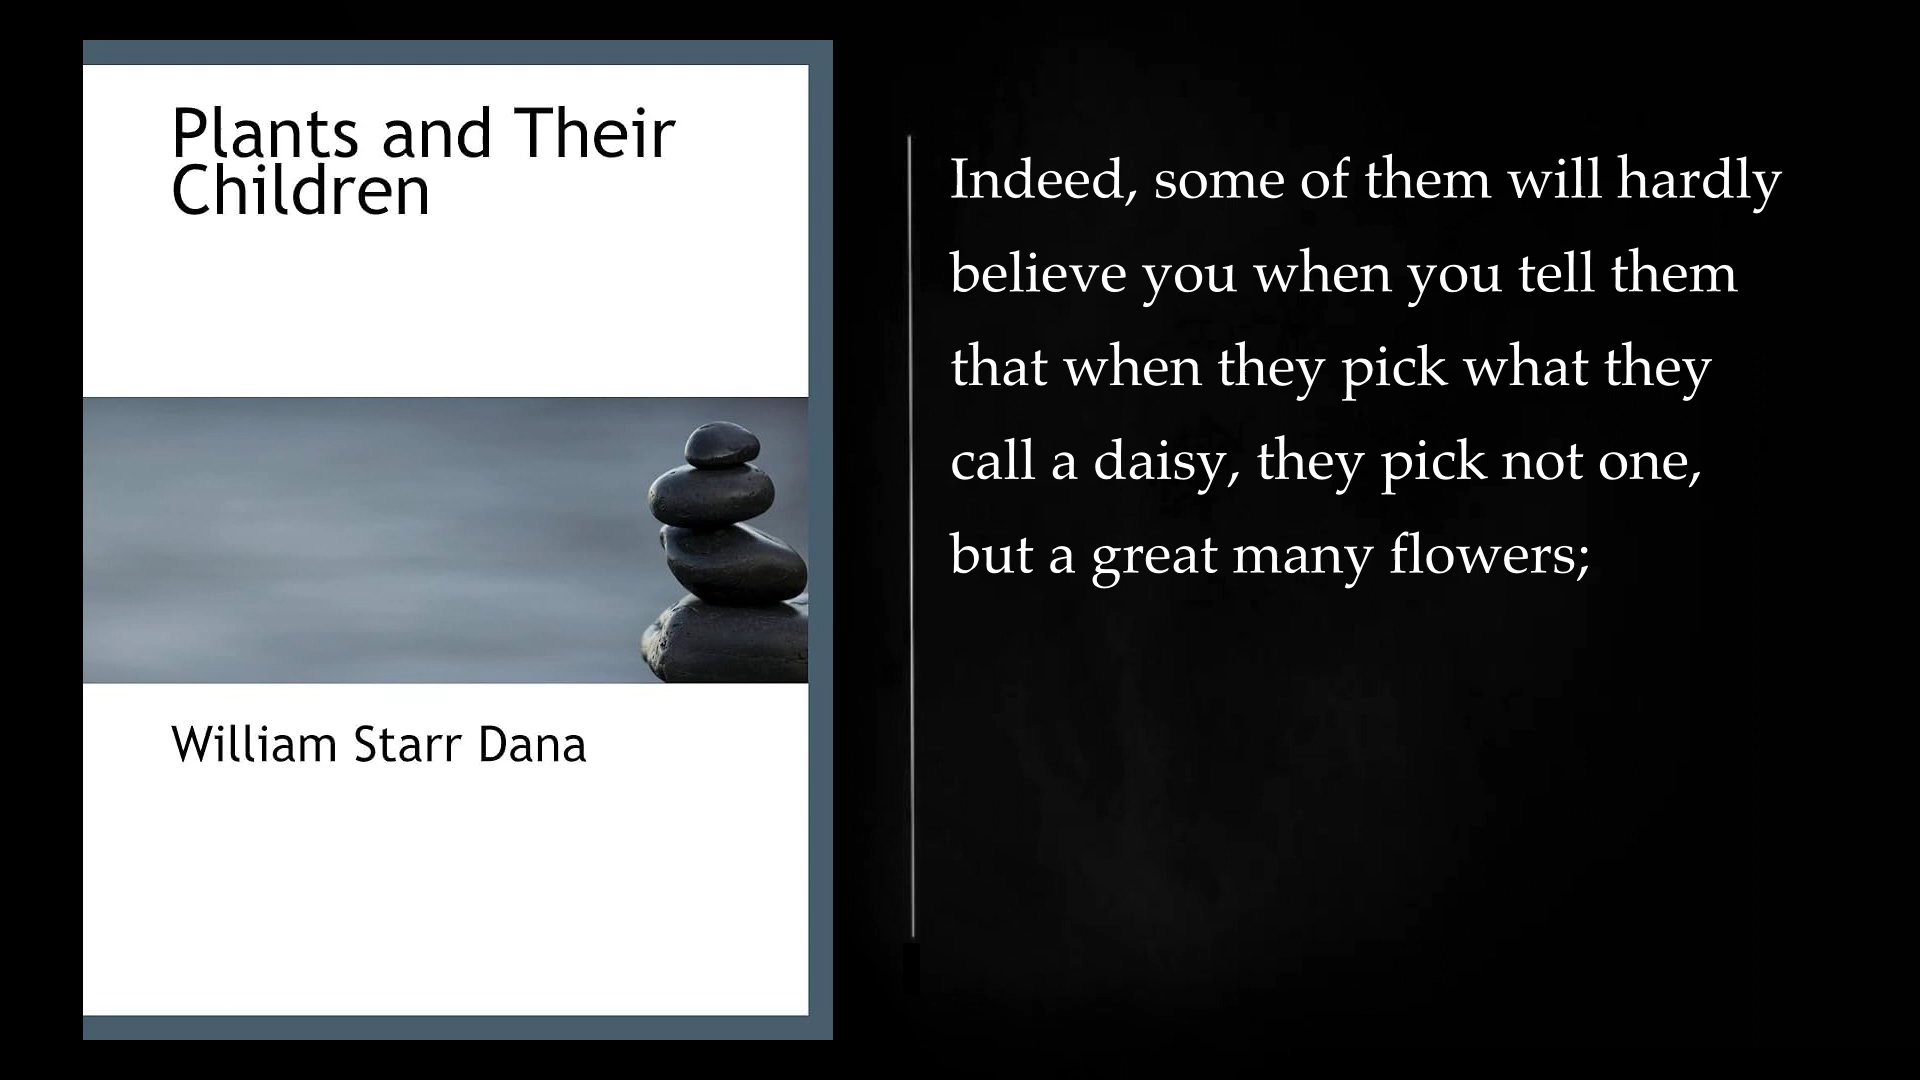 Plants and Their
Children
William Starr Dana
Indeed, some of them will hardly
believe you when you tell them
that when they pick what they
call a daisy, they pick not one,
but a great many flowers;